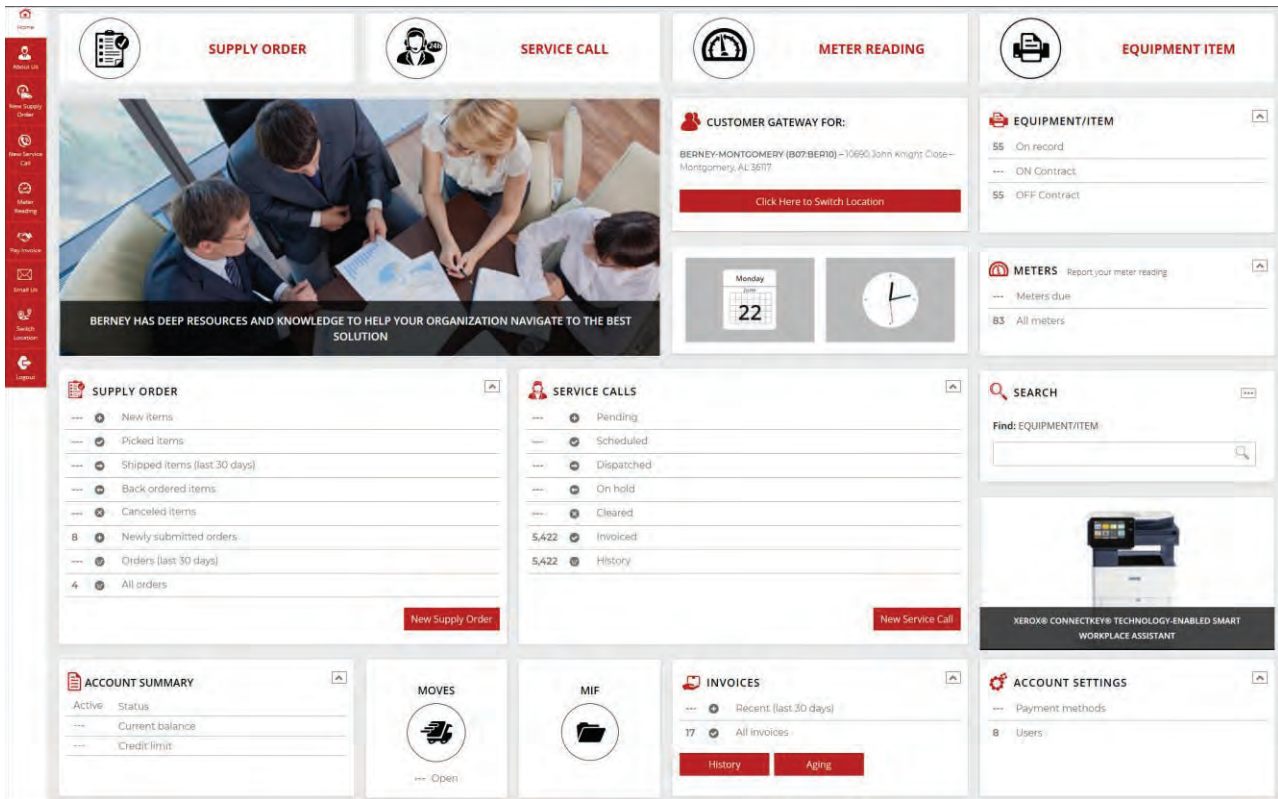 Home
About Us
New Supply
Order
New Service
Call
Meter
Reading
Pay Invoice
Email Us
Switch
Location
Logout
SUPPLY ORDER
24h
SERVICE CALL
METER READING
EQUIPMENT ITEM
BERNEY HAS DEEP RESOURCES AND KNOWLEDGE TO HELP YOUR ORGANIZATION NAVIGATE TO THE BEST
SOLUTION
CUSTOMER GATEWAY FOR:
BERNEY-MONTGOMERY (B07:BER10) – 10690 John Knight Close –
Montgomery, AL 36117
Click Here to Switch Location
EQUIPMENT/ITEM
55 On record
--- ON Contract
55 OFF Contract
Monday
June
22
METERS Report your meter reading
--- Meters due
83 All meters
SUPPLY ORDER
--- New items
--- Picked items
--- Shipped items (last 30 days)
--- Back ordered items
--- Canceled items
8 Newly submitted orders
--- Orders (last 30 days)
4 All orders
New Supply Order
SERVICE CALLS
--- Pending
--- Scheduled
--- Dispatched
--- On hold
--- Cleared
5,422 Invoiced
5,422 History
New Service Call
SEARCH
Find: EQUIPMENT/ITEM
XEROX® CONNECTKEY® TECHNOLOGY-ENABLED SMART
WORKPLACE ASSISTANT
ACCOUNT SUMMARY
Active Status
--- Current balance
--- Credit limit
MOVES
--- Open
MIF
INVOICES
--- Recent (last 30 days)
17 All invoices
History
Aging
ACCOUNT SETTINGS
--- Payment methods
8 Users